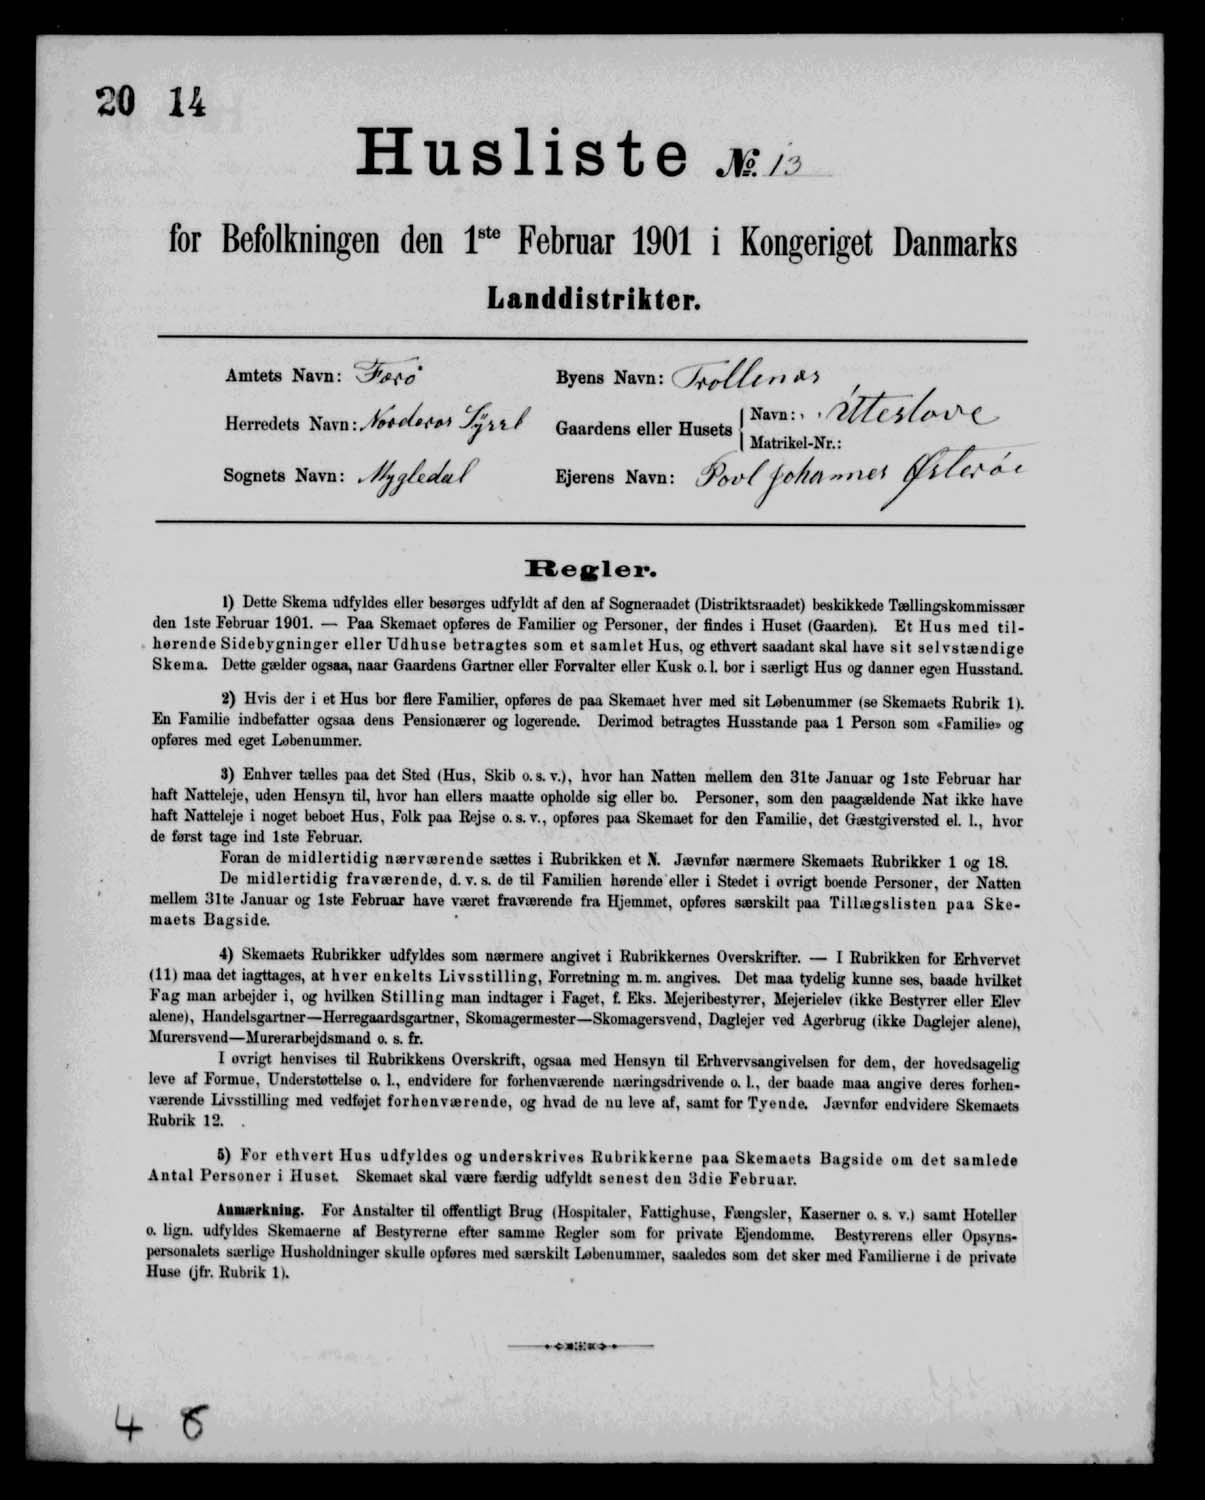 20 14
Husliste No. 13
for Befolkningen den 1ste Februar 1901 i Kongeriget Danmarks
Landdistrikter.
Amtets Navn: Færø
Byens Navn: Trøllenæs
Herredets Navn: Norderøs Syssel
Gaardens eller Husets Navn: Utteslove
Matrikel-Nr.:
Sognets Navn: Mygledal
Ejerens Navn: Povl Johannes Østerøe
Regler.
1) Dette Skema udfyldes eller besørges udfyldt af den af Sogneraadet (Distriktsraadet) beskikkede Tællingskommissær
den 1ste Februar 1901. — Paa Skemaet opføres de Familier og Personer, der findes i Huset (Gaarden). Et Hus med til-
hørende Sidebygninger eller Udhuse betragtes som et samlet Hus, og ethvert saadant skal have sit selvstændige
Skema. Dette gælder ogsaa, naar Gaardens Gartner eller Forvalter eller Kusk o. l. bor i særligt Hus og danner egen Husstand.
2) Hvis der i et Hus bor flere Familier, opføres de paa Skemaet hver med sit Løbenummer (se Skemaets Rubrik 1).
En Familie indbefatter ogsaa dens Pensionærer og logerende. Derimod betragtes Husstande paa 1 Person som «Familie» og
opføres med eget Løbenummer.
3) Enhver tælles paa det Sted (Hus, Skib o. s. v.), hvor han Natten mellem den 31te Januar og 1ste Februar har
haft Natteleje, uden Hensyn til, hvor han ellers maatte opholde sig eller bo. Personer, som den paagældende Nat ikke have
haft Natteleje i noget beboet Hus, Folk paa Rejse o. s. v., opføres paa Skemaet for den Familie, det Gæstgiversted el. l., hvor
de først tage ind 1ste Februar.
Foran de midlertidig nærværende sættes i Rubrikken et N. Jævnfør nærmere Skemaets Rubrikker 1 og 18.
De midlertidig fraværende, d. v. s. de til Familien hørende eller i Stedet i øvrigt boende Personer, der Natten
mellem 31te Januar og 1ste Februar have været fraværende fra Hjemmet, opføres særskilt paa Tillægslisten paa Ske-
maets Bagside.
4) Skemaets Rubrikker udfyldes som nærmere angivet i Rubrikkernes Overskrifter. — I Rubrikken for Erhvervet
(11) maa det iagttages, at hver enkelts Livsstilling, Forretning m. m. angives. Det maa tydelig kunne ses, baade hvilket
Fag man arbejder i, og hvilken Stilling man indtager i Faget, f. Eks. Mejeribestyrer, Mejerielev (ikke Bestyrer eller Elev
alene), Handelsgartner—Herregaardsgartner, Skomagermester—Skomagersvend, Daglejer ved Agerbrug (ikke Daglejer alene),
Murersvend—Murerarbejdsmand o. s. fr.
I øvrigt henvises til Rubrikkens Overskrift, ogsaa med Hensyn til Erhvervsangivelsen for dem, der hovedsagelig
leve af Formue, Understøttelse o. l., endvidere for forhenværende næringsdrivende o. l., der baade maa angive deres forhen-
værende Livsstilling med vedføjet forhenværende, og hvad de nu leve af, samt for Tyende. Jævnfør endvidere Skemaets
Rubrik 12.
5) For ethvert Hus udfyldes og underskrives Rubrikkerne paa Skemaets Bagside om det samlede
Antal Personer i Huset. Skemaet skal være færdig udfyldt senest den 3die Februar.
Anmærkning. For Anstalter til offentligt Brug (Hospitaler, Fattighuse, Fængsler, Kaserner o. s. v.) samt Hoteller
o. lign. udfyldes Skemaerne af Bestyrerne efter samme Regler som for private Ejendomme. Bestyrerens eller Opsyns-
personalets særlige Husholdninger skulle opføres med særskilt Løbenummer, saaledes som det sker med Familierne i de private
Huse (jfr. Rubrik 1).
4 8